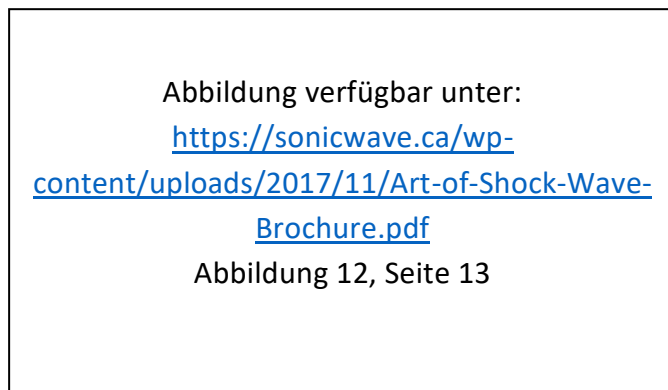 Abbildung verfügbar unter:
https://sonicwave.ca/wp-
content/uploads/2017/11/Art-of-Shock-Wave-
Brochure.pdf
Abbildung 12, Seite 13